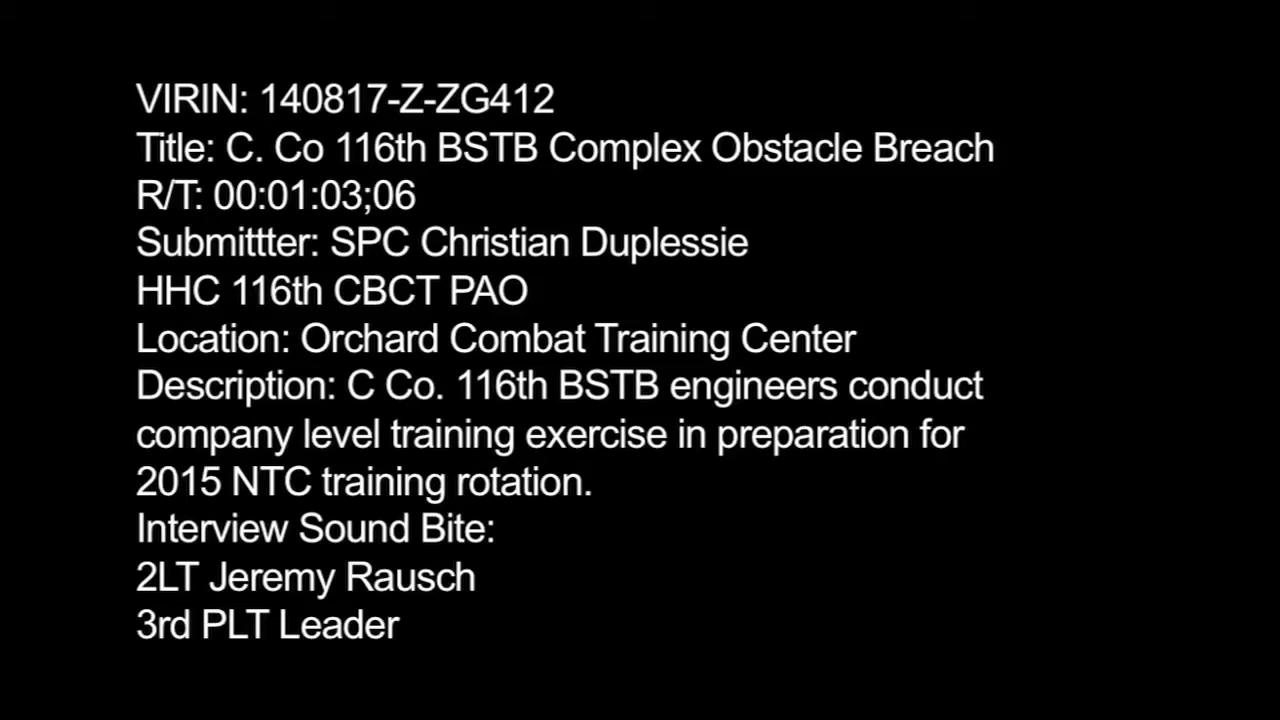 VIRIN: 140817-Z-ZG412
Title: C. Co 116th BSTB Complex Obstacle Breach
R/T: 00:01:03;06
Submittter: SPC Christian Duplessie
HHC 116th CBCT PAO
Location: Orchard Combat Training Center
Description: C Co. 116th BSTB engineers conduct
company level training exercise in preparation for
2015 NTC training rotation.
Interview Sound Bite:
2LT Jeremy Rausch
3rd PLT Leader